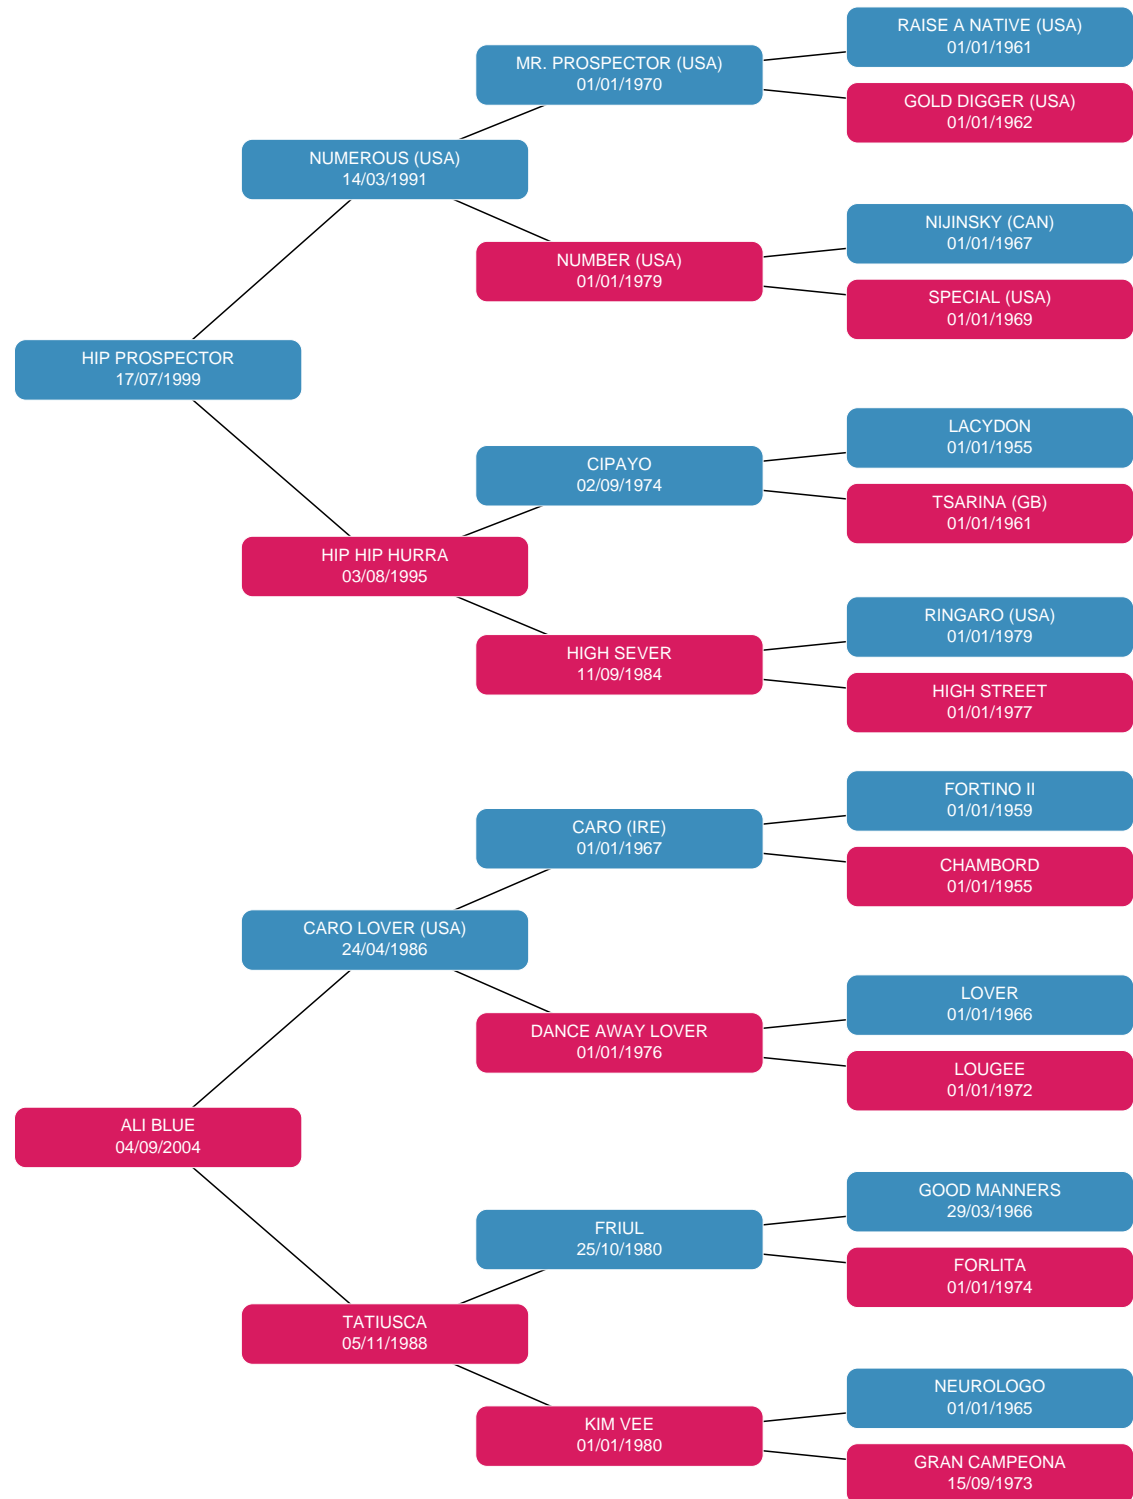 RAISE A NATIVE (USA)
01/01/1961
MR. PROSPECTOR (USA)
01/01/1970
GOLD DIGGER (USA)
01/01/1962
NUMEROUS (USA)
14/03/1991
NIJINSKY (CAN)
01/01/1967
NUMBER (USA)
01/01/1979
SPECIAL (USA)
01/01/1969
HIP PROSPECTOR
17/07/1999
LACYDON
01/01/1955
CIPAYO
02/09/1974
TSARINA (GB)
01/01/1961
HIP HIP HURRA
03/08/1995
RINGARO (USA)
01/01/1979
HIGH SEVER
11/09/1984
HIGH STREET
01/01/1977
FORTINO II
01/01/1959
CARO (IRE)
01/01/1967
CHAMBORD
01/01/1955
CARO LOVER (USA)
24/04/1986
LOVER
01/01/1966
DANCE AWAY LOVER
01/01/1976
LOUGEE
01/01/1972
ALI BLUE
04/09/2004
GOOD MANNERS
29/03/1966
FRIUL
25/10/1980
FORLITA
01/01/1974
TATIUSCA
05/11/1988
NEUROLOGO
01/01/1965
KIM VEE
01/01/1980
GRAN CAMPEONA
15/09/1973